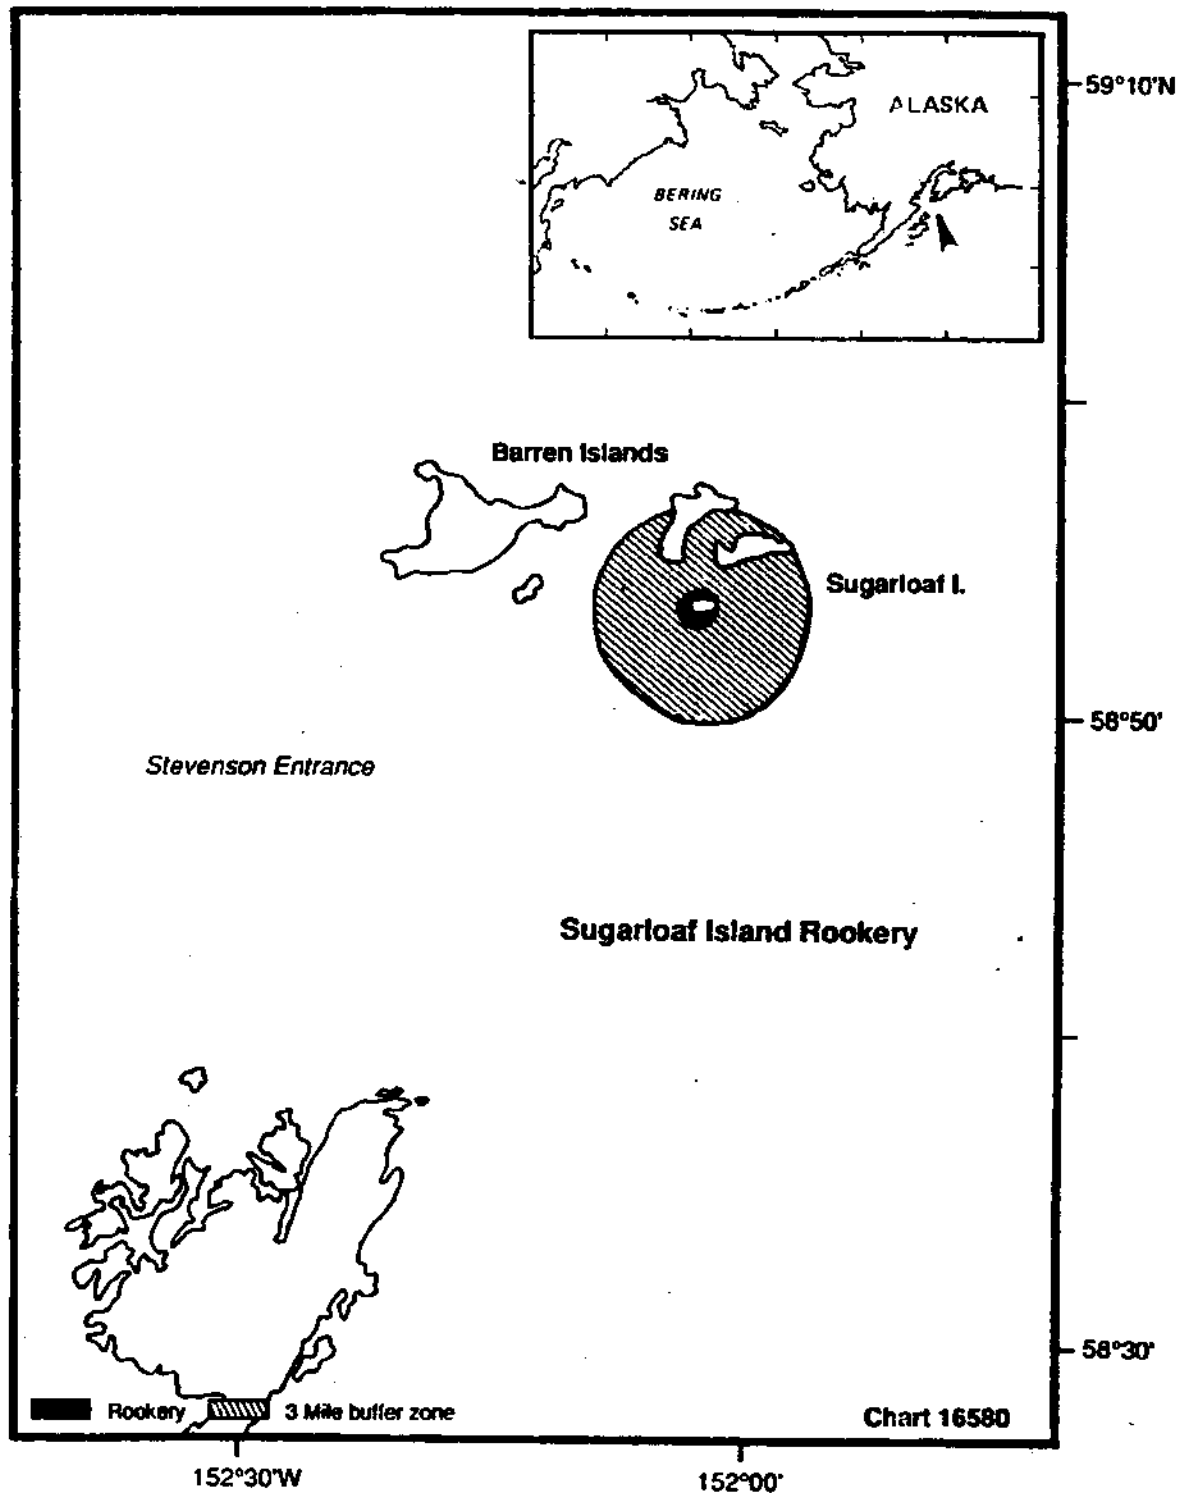 59°10'N
ALASKA
BERING
SEA
Barren Islands
Sugarloaf I.
58°50'
Stevenson Entrance
Sugarloaf Island Rookery
58°30'
Rookery
3 Mile buffer zone
Chart 16580
152°30'W
152°00'